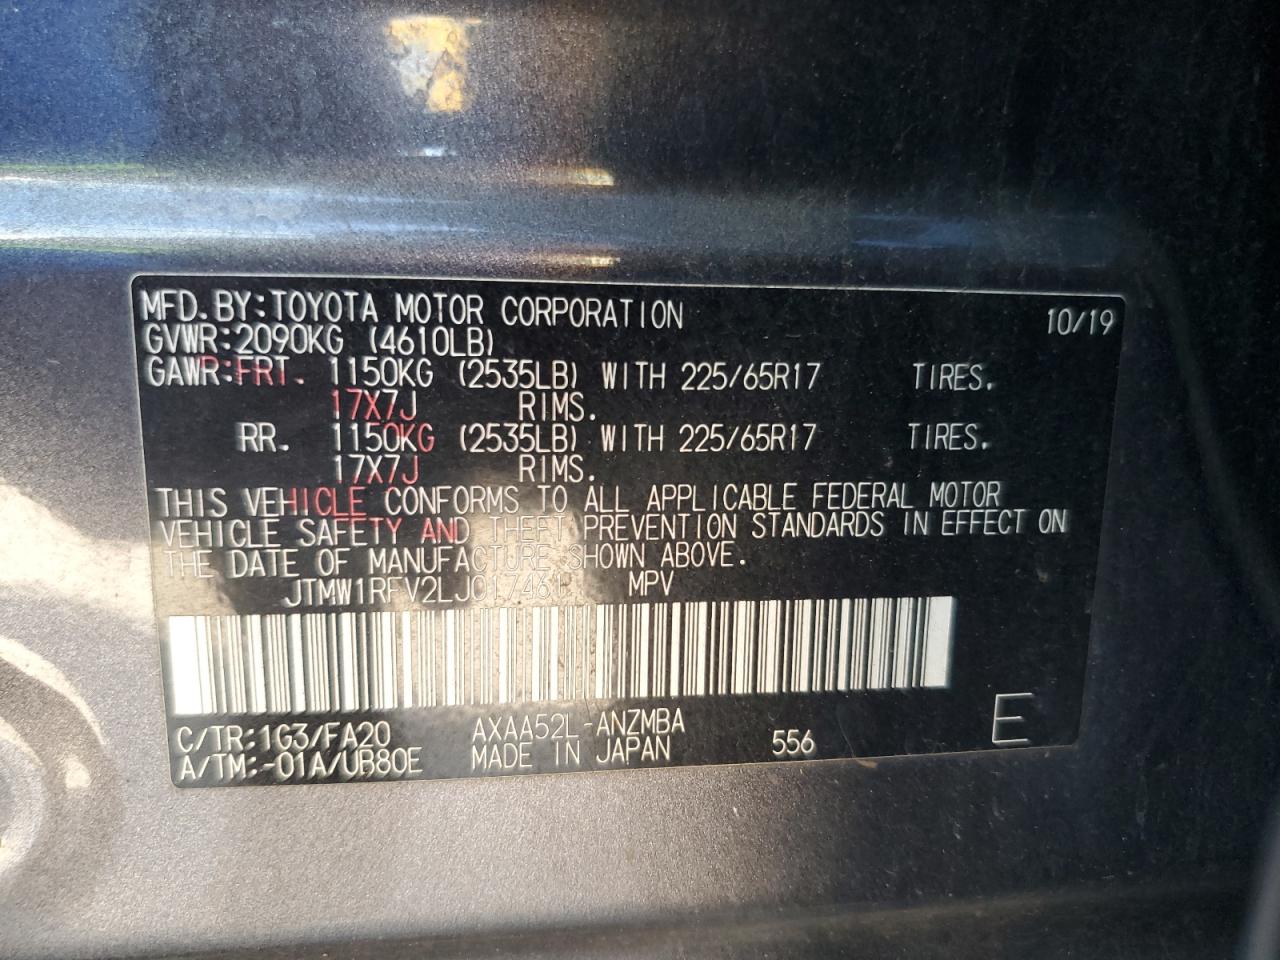 MFD. BY: TOYOTA MOTOR CORPORATION 10/19
GVWR: 2090KG (4610LB)
GAWR: FRT. 1150KG (2535LB) WITH 225/65R17 TIRES.
17X7J RIMS.
RR. 1150KG (2535LB) WITH 225/65R17 TIRES.
17X7J RIMS.
THIS VEHICLE CONFORMS TO ALL APPLICABLE FEDERAL MOTOR
VEHICLE SAFETY AND THEFT PREVENTION STANDARDS IN EFFECT ON
THE DATE OF MANUFACTURE SHOWN ABOVE.
JTMW1RFV2LJ017461 MPV
C/TR: 1G3/FA20 AXAA52L-ANZMBA
A/TM: -01A/UB80E MADE IN JAPAN 556 E